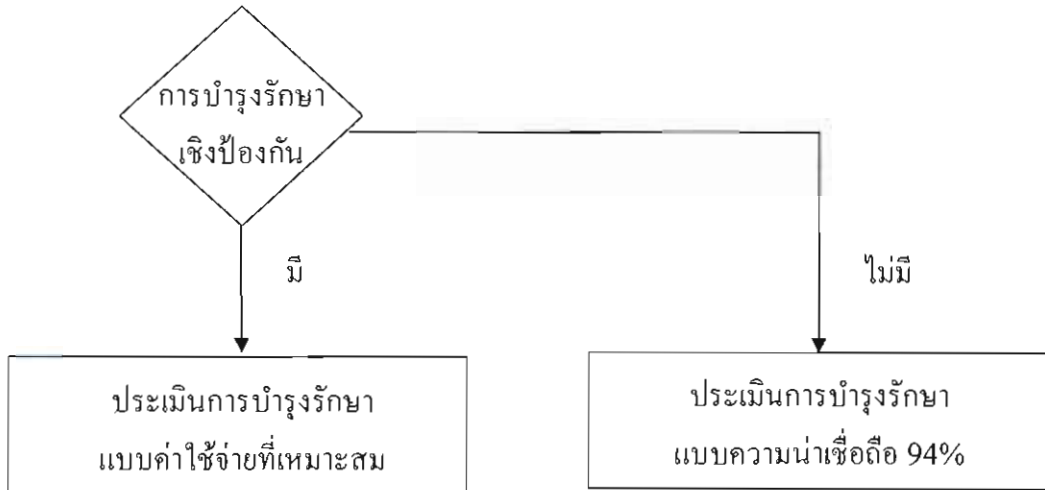 การบำรุงรักษา
เชิงป้องกัน
มี
ไม่มี
ประเมินการบำรุงรักษา
แบบค่าใช้จ่ายที่เหมาะสม
ประเมินการบำรุงรักษา
แบบความน่าเชื่อถือ 94%